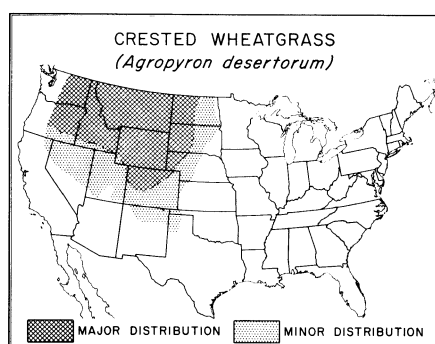 CRESTED WHEATGRASS
(Agropyron desertorum)
MAJOR DISTRIBUTION MINOR DISTRIBUTION